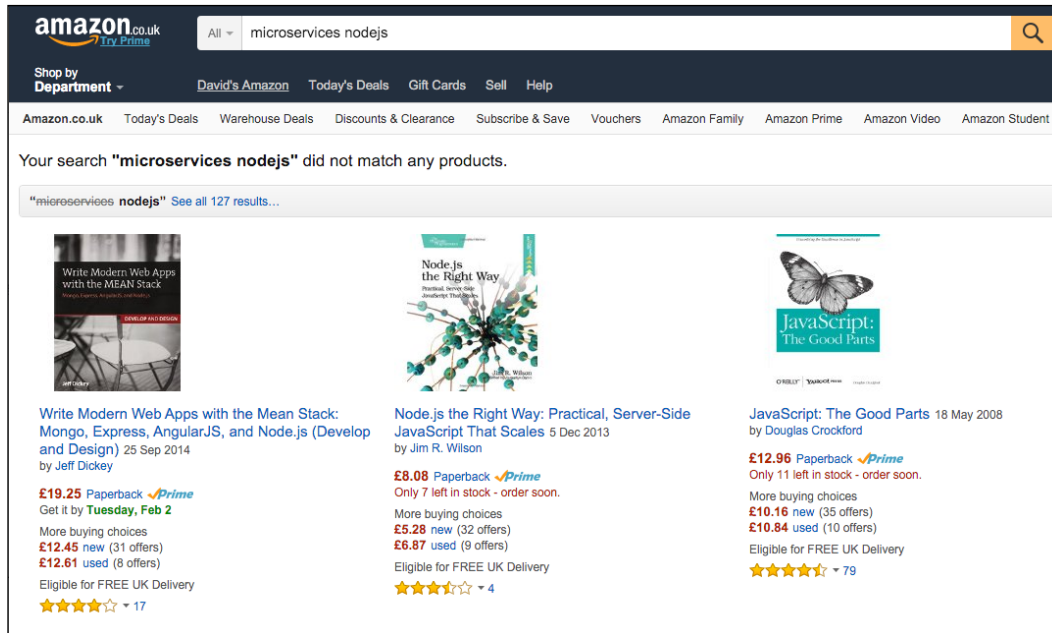 amazon.co.uk
Try Prime
All
microservices nodejs
Shop by
Department
David's Amazon Today's Deals Gift Cards Sell Help
Amazon.co.uk Today's Deals Warehouse Deals Discounts & Clearance Subscribe & Save Vouchers Amazon Family Amazon Prime Amazon Video Amazon Student
Your search "microservices nodejs" did not match any products.
"microservices nodejs" See all 127 results...
Write Modern Web Apps
with the MEAN Stack
Mongo, Express, AngularJS, and Node.js
DEVELOP AND DESIGN
Jeff Dickey
Write Modern Web Apps with the Mean Stack:
Mongo, Express, AngularJS, and Node.js (Develop
and Design) 25 Sep 2014
by Jeff Dickey
£19.25 Paperback Prime
Get it by Tuesday, Feb 2
More buying choices
£12.45 new (31 offers)
£12.61 used (8 offers)
Eligible for FREE UK Delivery
17
Node.js
the Right Way
Practical, Server-Side
JavaScript That Scales
Jim R. Wilson
Node.js the Right Way: Practical, Server-Side
JavaScript That Scales 5 Dec 2013
by Jim R. Wilson
£8.08 Paperback Prime
Only 7 left in stock - order soon.
More buying choices
£5.28 new (32 offers)
£6.87 used (9 offers)
Eligible for FREE UK Delivery
4
JavaScript:
The Good Parts
O'REILLY YAHOO! PRESS
JavaScript: The Good Parts 18 May 2008
by Douglas Crockford
£12.96 Paperback Prime
Only 11 left in stock - order soon.
More buying choices
£10.16 new (35 offers)
£10.84 used (10 offers)
Eligible for FREE UK Delivery
79